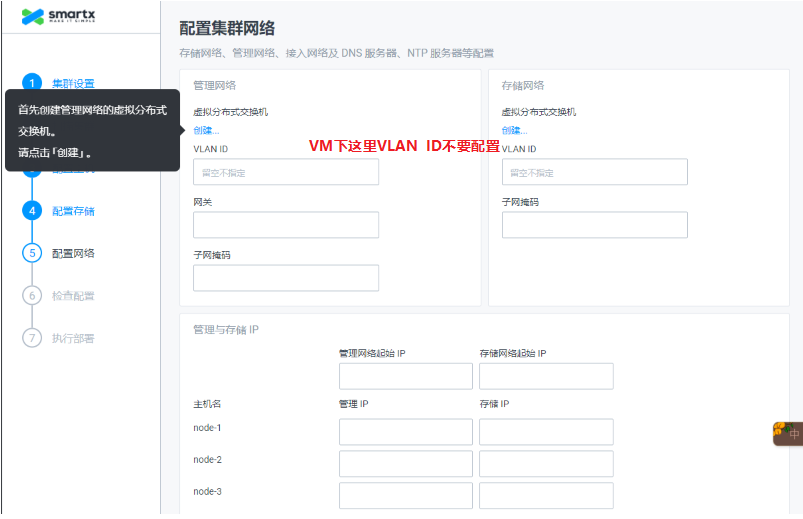 smartx
MAKE IT SIMPLE
1 集群设置
首先创建管理网络的虚拟分布式
交换机。
请点击「创建」。
4 配置存储
5 配置网络
6 检查配置
7 执行部署
配置集群网络
存储网络、管理网络、接入网络及 DNS 服务器、NTP 服务器等配置
管理网络
虚拟分布式交换机
创建...
VLAN ID
留空不指定
网关
子网掩码
VM下这里VLAN ID不要配置
存储网络
虚拟分布式交换机
创建...
VLAN ID
留空不指定
子网掩码
管理与存储 IP
管理网络起始 IP 存储网络起始 IP
主机名 管理 IP 存储 IP
node-1
node-2
node-3
中